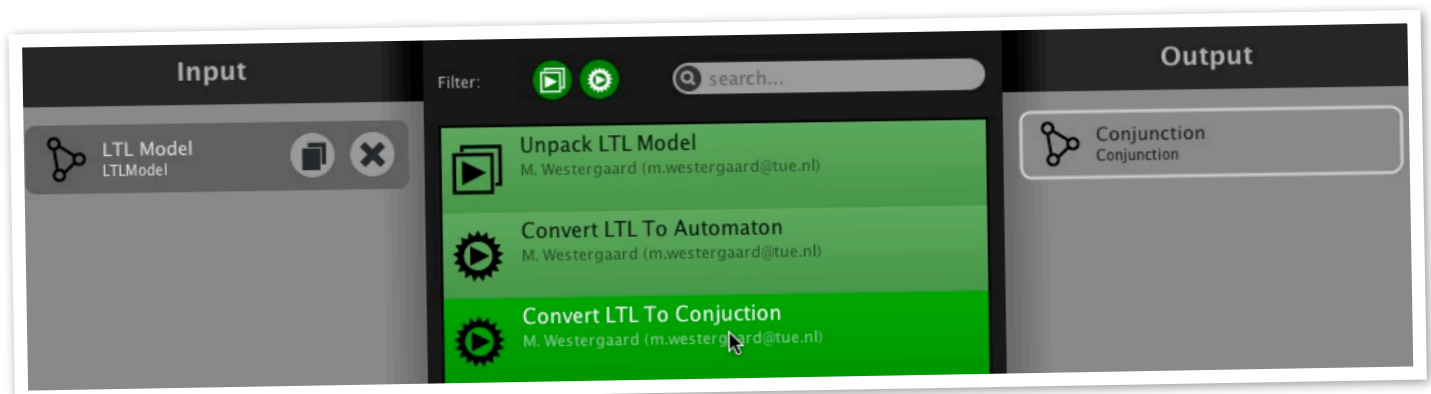 Input
LTL Model
LTLModel
Filter:
search...
Unpack LTL Model
M. Westergaard (m.westergaard@tue.nl)
Convert LTL To Automaton
M. Westergaard (m.westergaard@tue.nl)
Convert LTL To Conjuction
M. Westergaard (m.westergaard@tue.nl)
Output
Conjunction
Conjunction